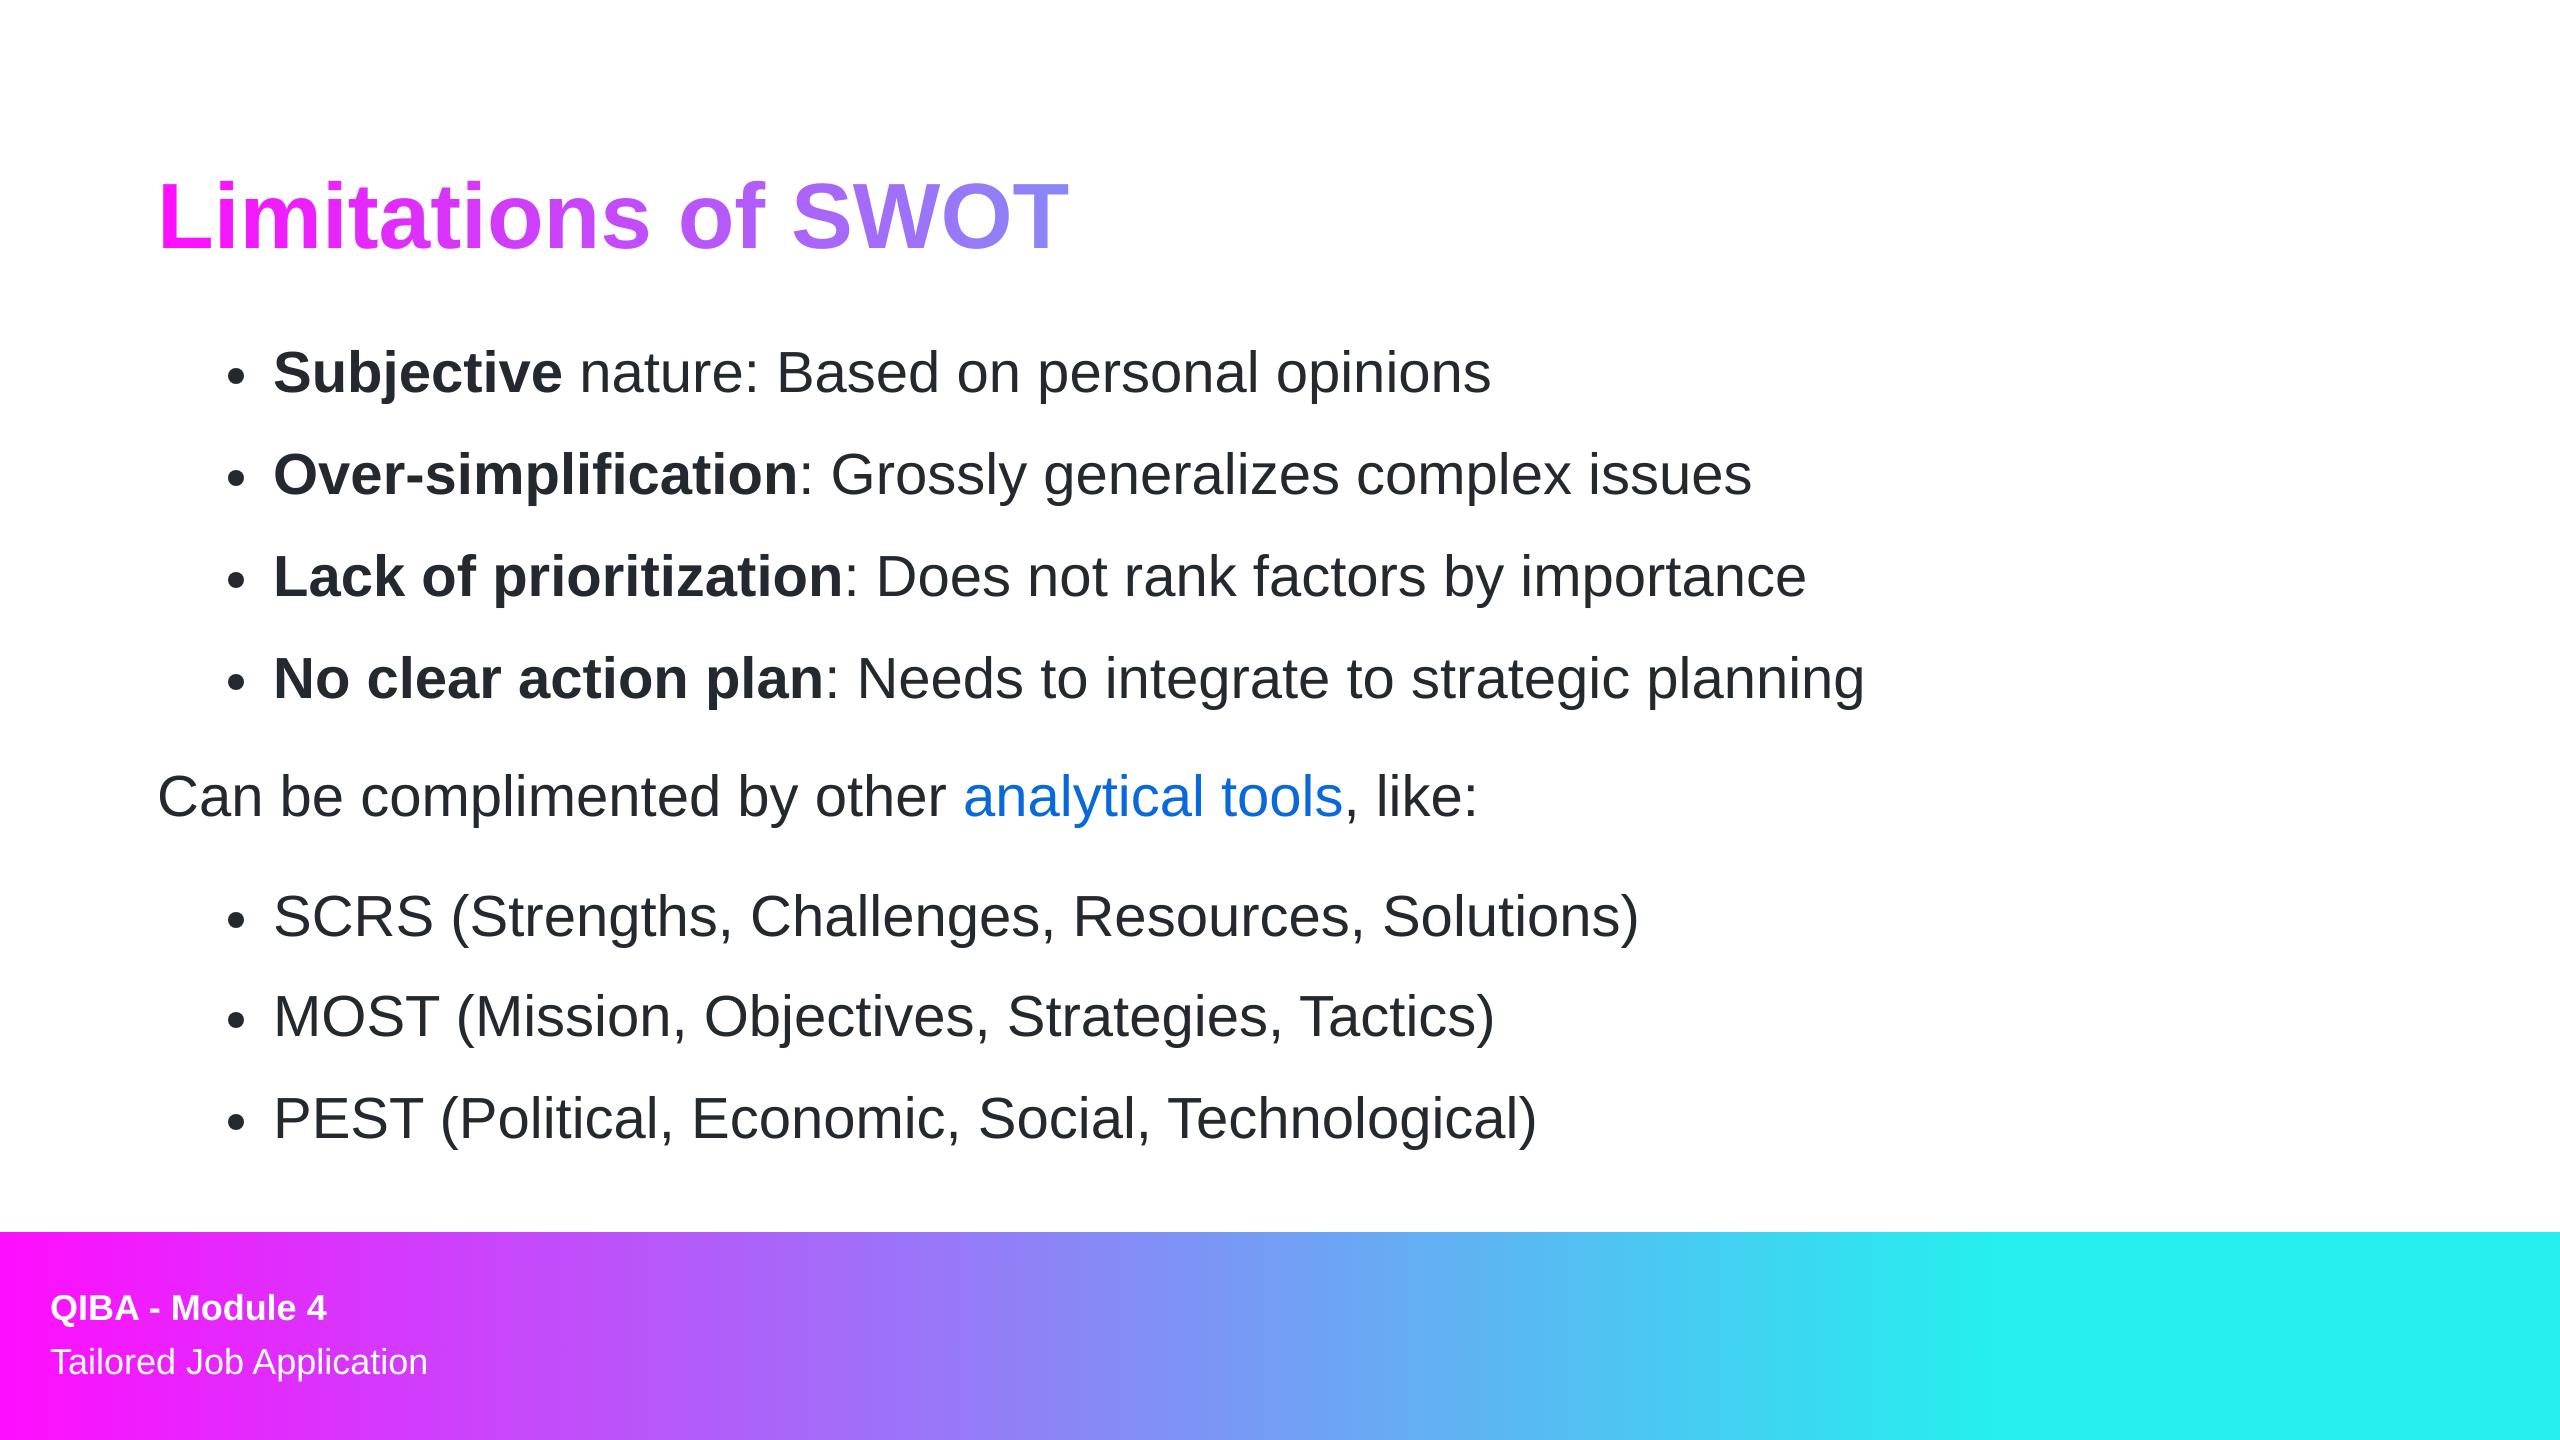 Limitations of SWOT
• Subjective nature: Based on personal opinions
• Over-simplification: Grossly generalizes complex issues
• Lack of prioritization: Does not rank factors by importance
• No clear action plan: Needs to integrate to strategic planning
Can be complimented by other analytical tools, like:
• SCRS (Strengths, Challenges, Resources, Solutions)
• MOST (Mission, Objectives, Strategies, Tactics)
• PEST (Political, Economic, Social, Technological)
QIBA - Module 4
Tailored Job Application